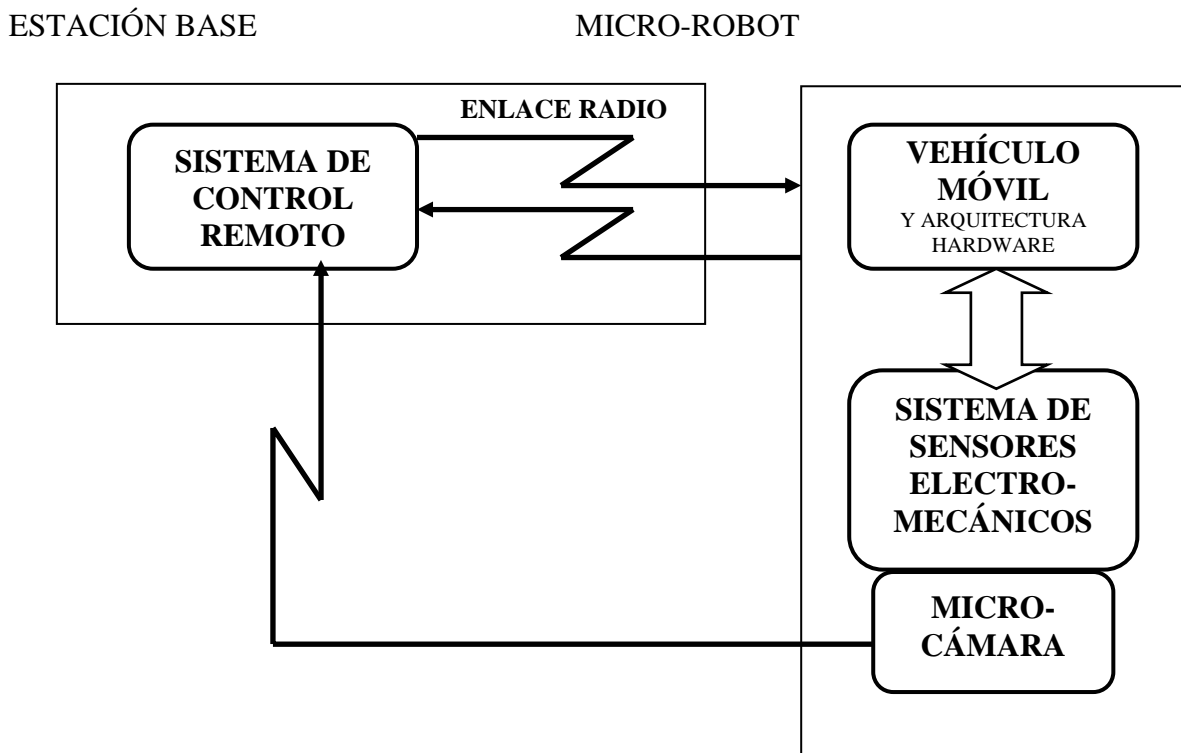 ESTACIÓN BASE
MICRO-ROBOT
ENLACE RADIO
SISTEMA DE
CONTROL
REMOTO
VEHÍCULO
MÓVIL
Y ARQUITECTURA
HARDWARE
SISTEMA DE
SENSORES
ELECTRO-
MECÁNICOS
MICRO-
CÁMARA